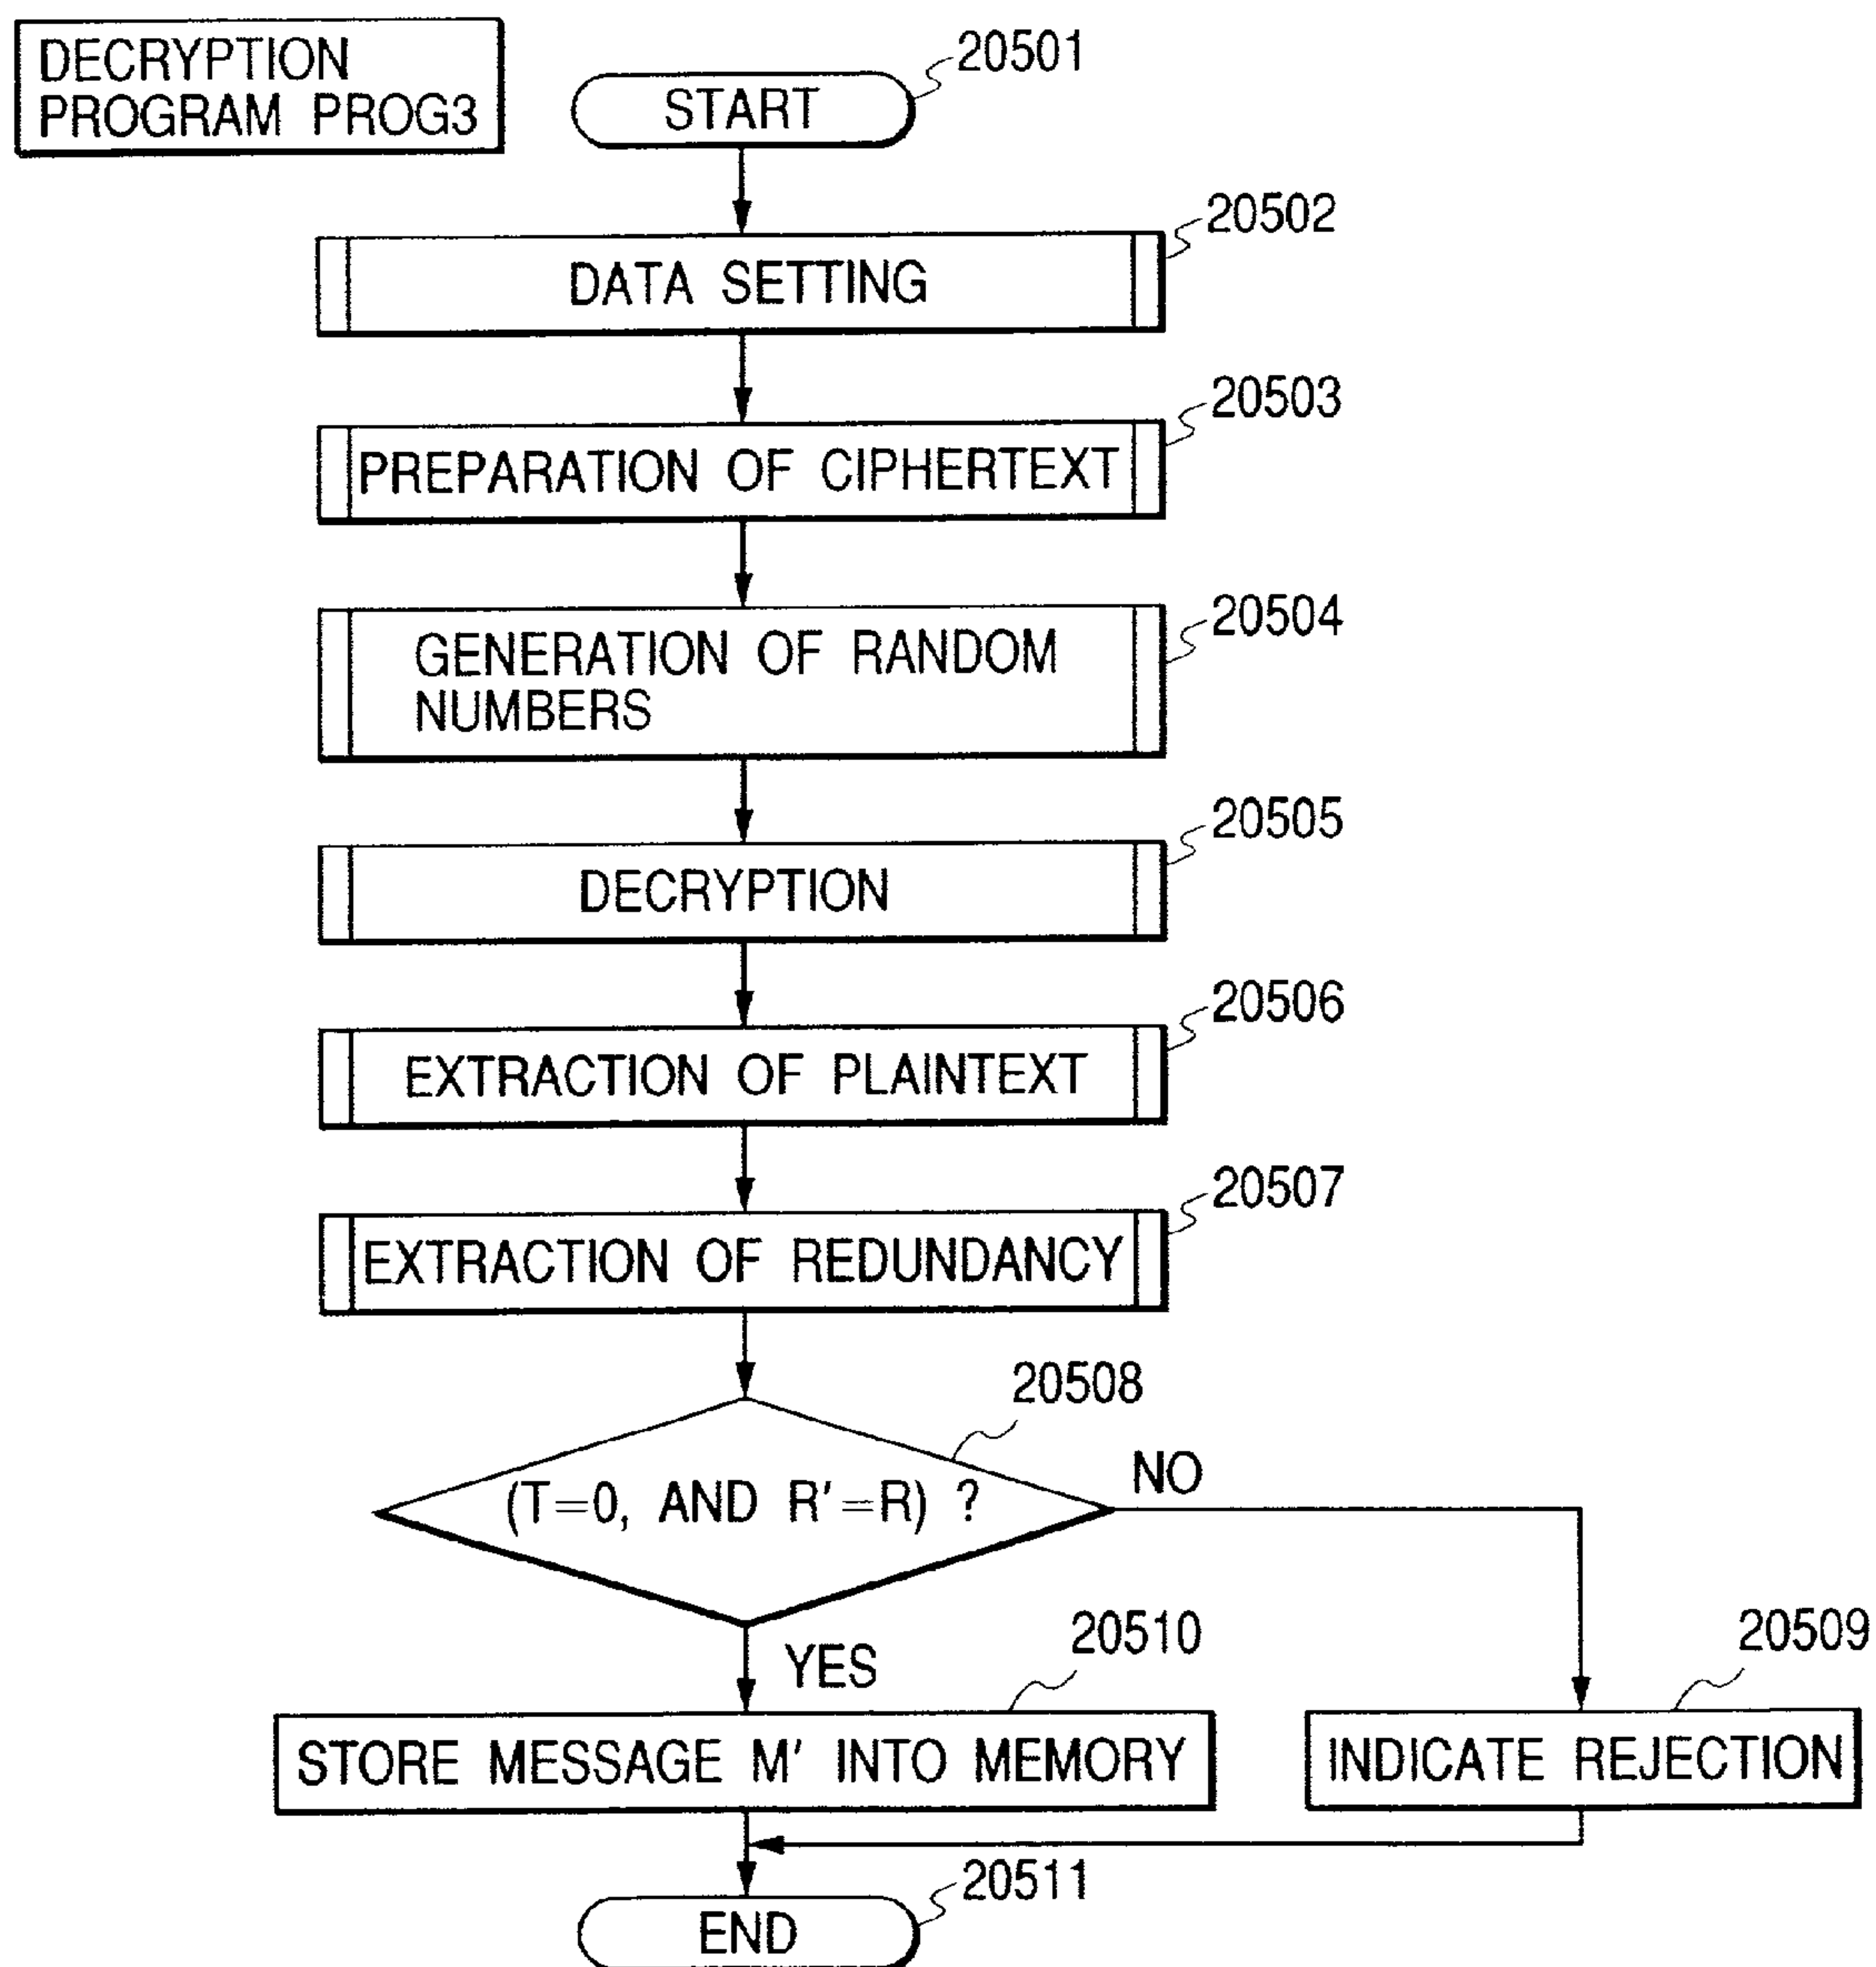 DECRYPTION
PROGRAM PROG3
START
20501
DATA SETTING
20502
PREPARATION OF CIPHERTEXT
20503
GENERATION OF RANDOM
NUMBERS
20504
DECRYPTION
20505
EXTRACTION OF PLAINTEXT
20506
EXTRACTION OF REDUNDANCY
20507
(T=0, AND R'=R) ?
20508
NO
YES
STORE MESSAGE M' INTO MEMORY
20510
INDICATE REJECTION
20509
END
20511